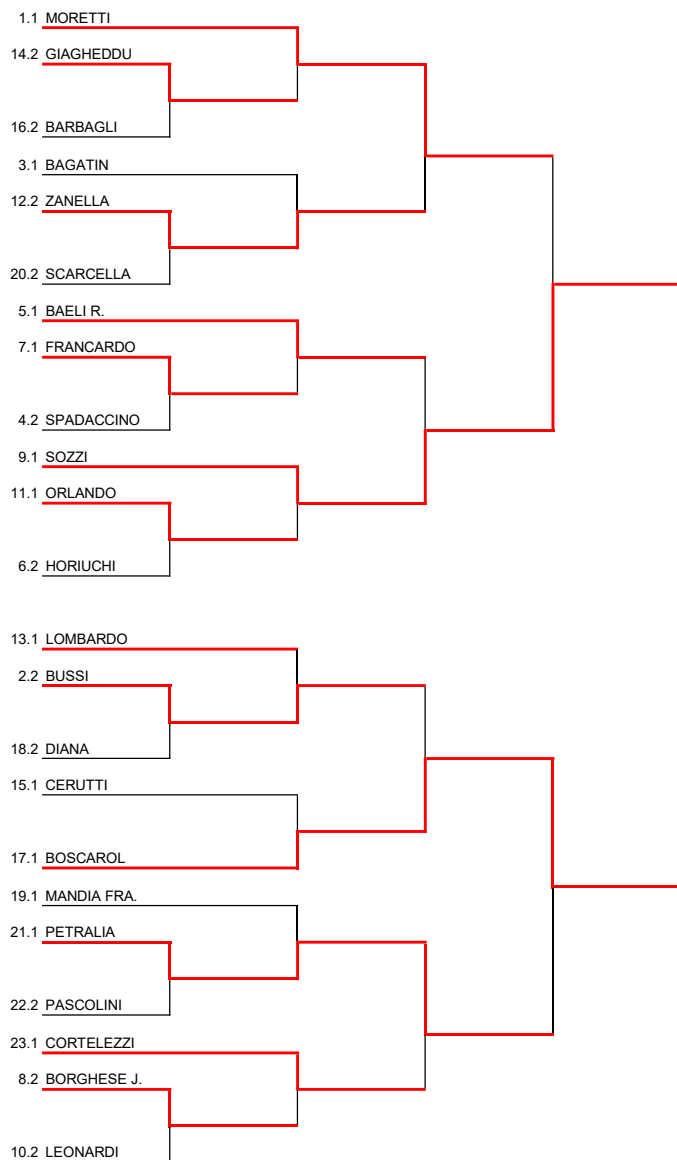 1.1 MORETTI
14.2 GIAGHEDDU
16.2 BARBAGLI
3.1 BAGATIN
12.2 ZANELLA
20.2 SCARCELLA
5.1 BAELI R.
7.1 FRANCARDO
4.2 SPADACCINO
9.1 SOZZI
11.1 ORLANDO
6.2 HORIUCHI
13.1 LOMBARDO
2.2 BUSSI
18.2 DIANA
15.1 CERUTTI
17.1 BOSCAROL
19.1 MANDIA FRA.
21.1 PETRALIA
22.2 PASCOLINI
23.1 CORTELEZZI
8.2 BORGHESE J.
10.2 LEONARDI